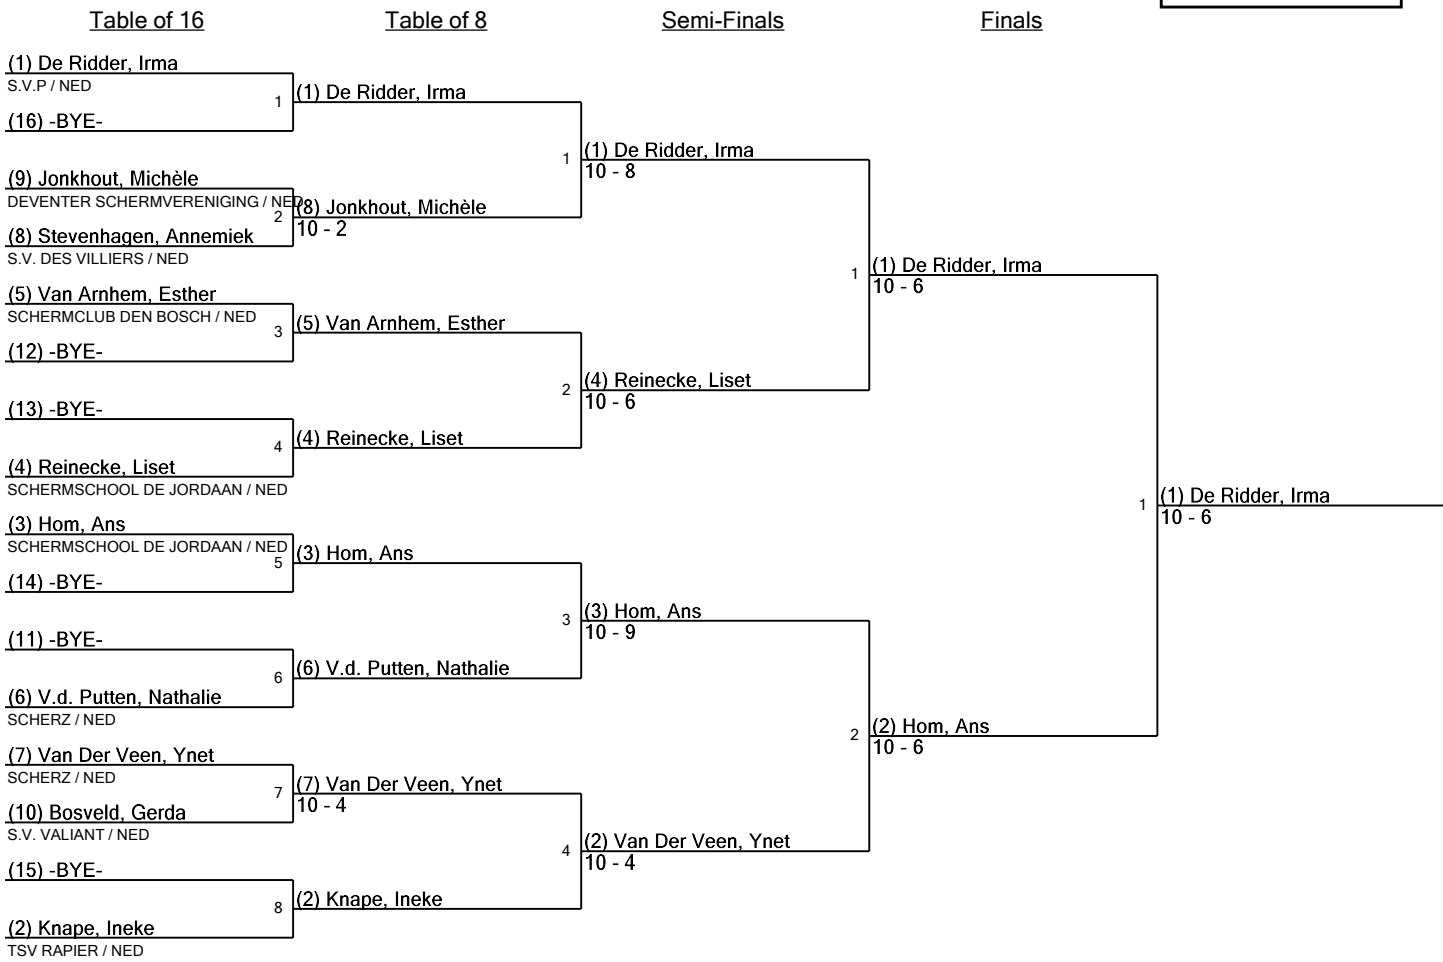 Table of 16
Table of 8
Semi-Finals
Finals
(1) De Ridder, Irma
S.V.P / NED
1
(16) -BYE-
(9) Jonkhout, Michèle
DEVENTER SCHERMVERENIGING / NED
2
(8) Stevenhagen, Annemiek
S.V. DES VILLIERS / NED
(5) Van Arnhem, Esther
SCHERMCLUB DEN BOSCH / NED
3
(12) -BYE-
(13) -BYE-
4
(4) Reinecke, Liset
SCHERMSCHOOL DE JORDAAN / NED
(3) Hom, Ans
SCHERMSCHOOL DE JORDAAN / NED
5
(14) -BYE-
(11) -BYE-
6
(6) V.d. Putten, Nathalie
SCHERZ / NED
(7) Van Der Veen, Ynet
SCHERZ / NED
7
(10) Bosveld, Gerda
S.V. VALIANT / NED
(15) -BYE-
8
(2) Knape, Ineke
TSV RAPIER / NED
(1) De Ridder, Irma
1
(8) Jonkhout, Michèle
10 - 2
(5) Van Arnhem, Esther
2
(4) Reinecke, Liset
(3) Hom, Ans
3
(6) V.d. Putten, Nathalie
(7) Van Der Veen, Ynet
10 - 4
4
(2) Knape, Ineke
(1) De Ridder, Irma
10 - 8
1
(4) Reinecke, Liset
10 - 6
(3) Hom, Ans
10 - 9
2
(2) Van Der Veen, Ynet
10 - 4
(1) De Ridder, Irma
10 - 6
1
(2) Hom, Ans
10 - 6
(1) De Ridder, Irma
10 - 6